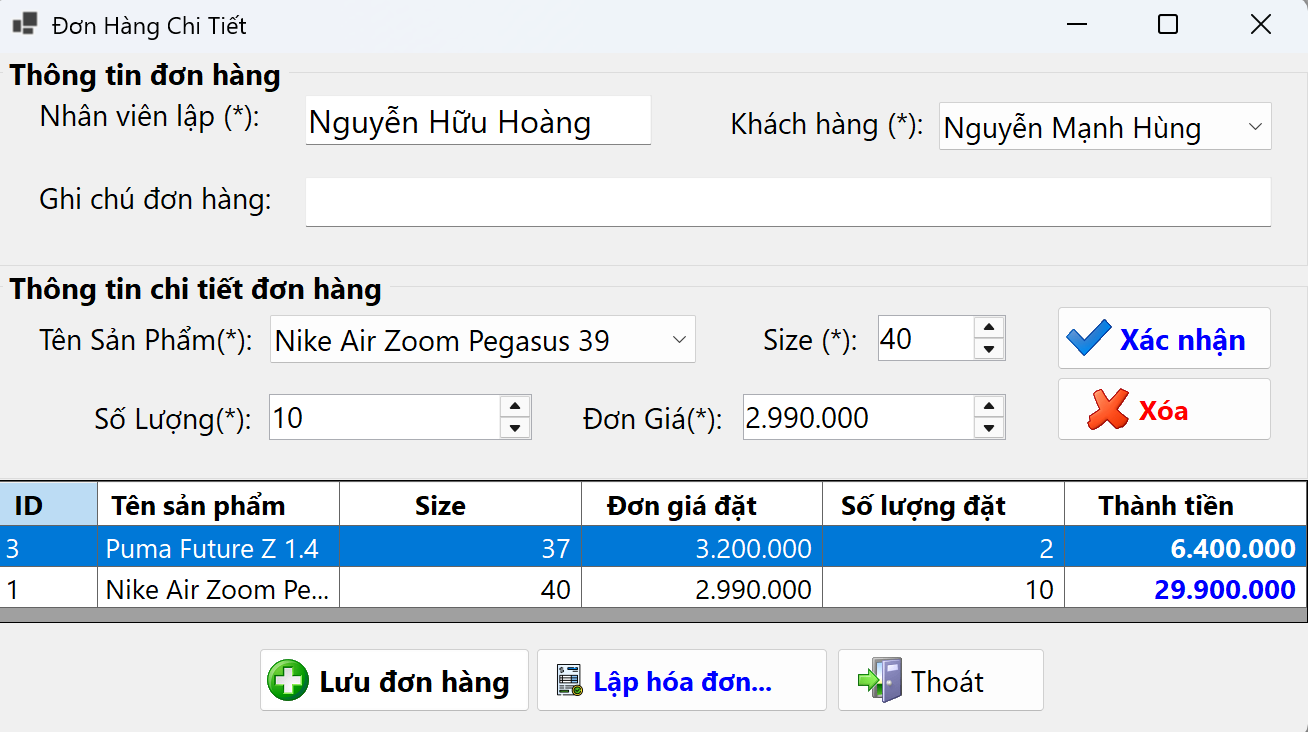 Đơn Hàng Chi Tiết
Thông tin đơn hàng
Nhân viên lập (*): Nguyễn Hữu Hoàng Khách hàng (*): Nguyễn Mạnh Hùng
Ghi chú đơn hàng:
Thông tin chi tiết đơn hàng
Tên Sản Phẩm(*): Nike Air Zoom Pegasus 39 Size (*): 40 Xác nhận
Số Lượng(*): 10 Đơn Giá(*): 2.990.000 Xóa
ID Tên sản phẩm Size Đơn giá đặt Số lượng đặt Thành tiền
3 Puma Future Z 1.4 37 3.200.000 2 6.400.000
1 Nike Air Zoom Pe... 40 2.990.000 10 29.900.000
Lưu đơn hàng Lập hóa đơn... Thoát